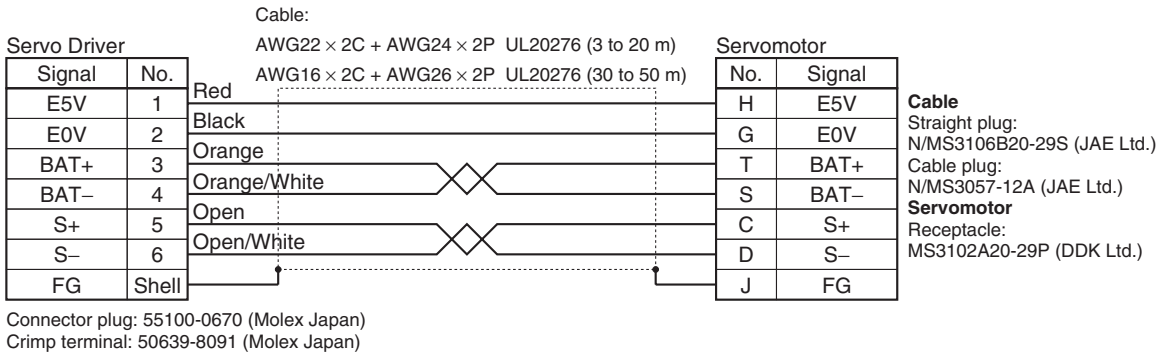 Cable:
AWG22 × 2C + AWG24 × 2P UL20276 (3 to 20 m)
AWG16 × 2C + AWG26 × 2P UL20276 (30 to 50 m)
Servo Driver
Signal No.
E5V 1
E0V 2
BAT+ 3
BAT− 4
S+ 5
S− 6
FG Shell
Red
Black
Orange
Orange/White
Open
Open/White
Servomotor
No. Signal
H E5V
G E0V
T BAT+
S BAT−
C S+
D S−
J FG
Cable
Straight plug:
N/MS3106B20-29S (JAE Ltd.)
Cable plug:
N/MS3057-12A (JAE Ltd.)
Servomotor
Receptacle:
MS3102A20-29P (DDK Ltd.)
Connector plug: 55100-0670 (Molex Japan)
Crimp terminal: 50639-8091 (Molex Japan)